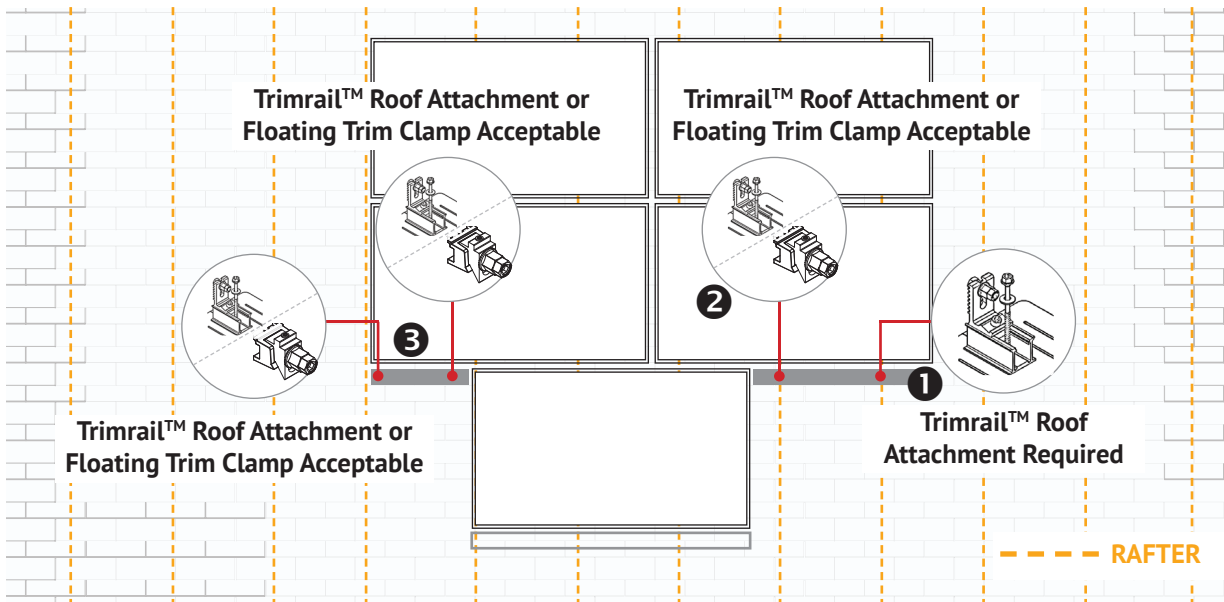 Trimrail™ Roof Attachment or
Floating Trim Clamp Acceptable
Trimrail™ Roof Attachment or
Floating Trim Clamp Acceptable
2
3
1
Trimrail™ Roof Attachment or
Floating Trim Clamp Acceptable
Trimrail™ Roof
Attachment Required
RAFTER